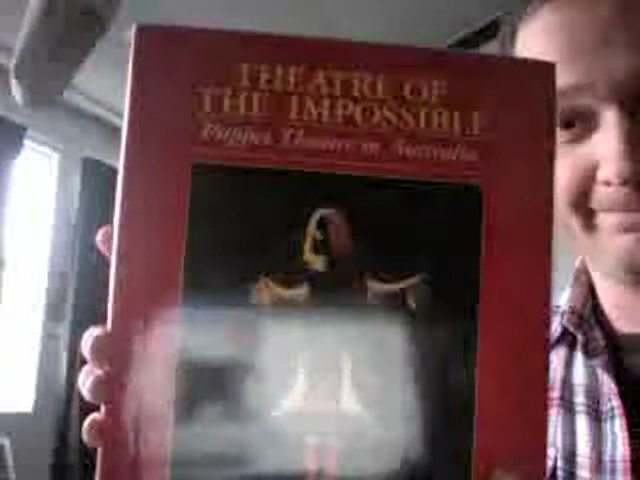 THEATRE OF
THE IMPOSSIBLE
Puppet Theatre in Australia